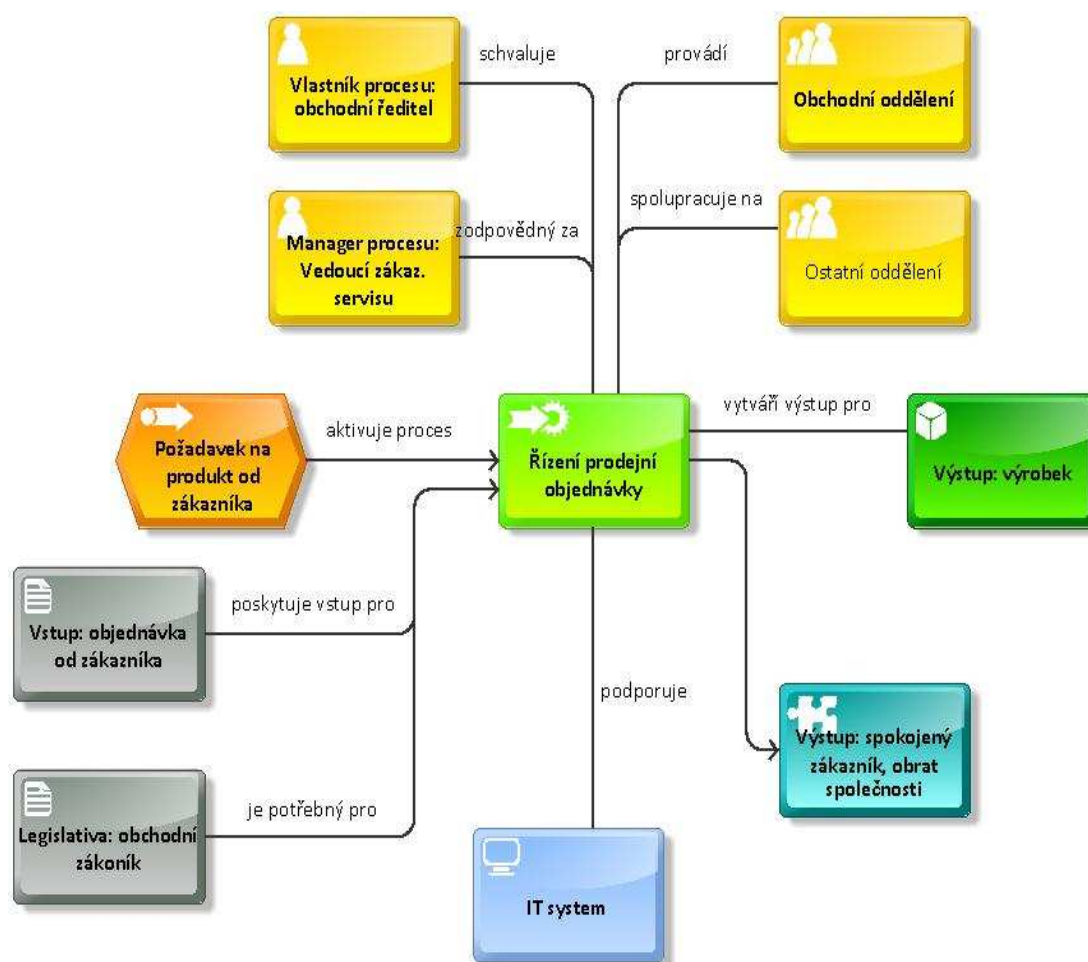 schvaluje
provádí
Vlastník procesu:
obchodní ředitel
Obchodní oddělení
spolupracuje na
zodpovědný za
Manager procesu:
Vedoucí zákaz.
servisu
Ostatní oddělení
vytváří výstup pro
aktivuje proces
Požadavek na
produkt od
zákazníka
Řízení prodejní
objednávky
Výstup: výrobek
poskytuje vstup pro
Vstup: objednávka
od zákazníka
podporuje
Výstup: spokojený
zákazník, obrat
společnosti
je potřebný pro
Legislativa: obchodní
zákoník
IT system